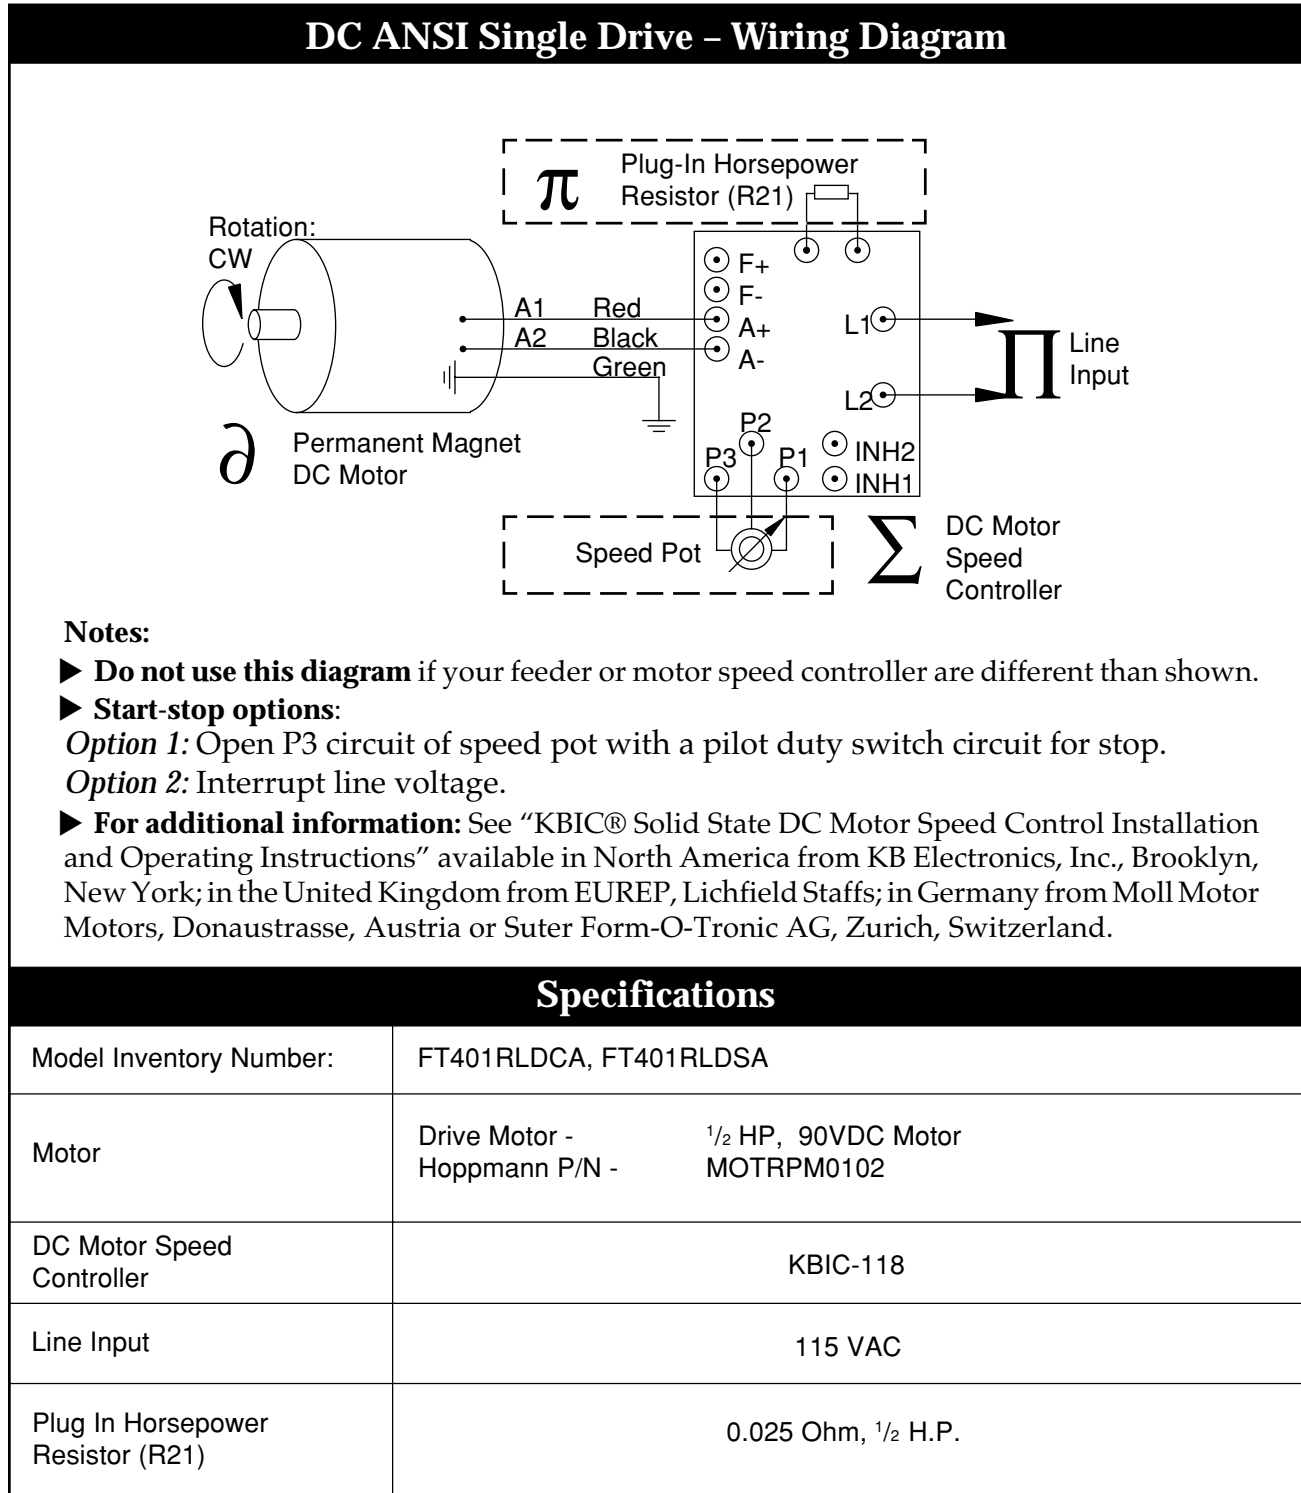 DC ANSI Single Drive – Wiring Diagram
π
Plug-In Horsepower
Resistor (R21)
Rotation:
CW
A1 Red
A2 Black
Green
F+
F-
A+
A-
L1
L2
∏
Line
Input
∂
Permanent Magnet
DC Motor
P2
P3
P1
INH2
INH1
Speed Pot
∑
DC Motor
Speed
Controller
Notes:
▶ Do not use this diagram if your feeder or motor speed controller are different than shown.
▶ Start-stop options:
Option 1: Open P3 circuit of speed pot with a pilot duty switch circuit for stop.
Option 2: Interrupt line voltage.
▶ For additional information: See “KBIC® Solid State DC Motor Speed Control Installation
and Operating Instructions” available in North America from KB Electronics, Inc., Brooklyn,
New York; in the United Kingdom from EUREP, Lichfield Staffs; in Germany from Moll Motor
Motors, Donaustrasse, Austria or Suter Form-O-Tronic AG, Zurich, Switzerland.
Specifications
Model Inventory Number: FT401RLDCA, FT401RLDSA
Motor
Drive Motor - 1/2 HP, 90VDC Motor
Hoppmann P/N - MOTRPM0102
DC Motor Speed
Controller
KBIC-118
Line Input 115 VAC
Plug In Horsepower
Resistor (R21)
0.025 Ohm, 1/2 H.P.